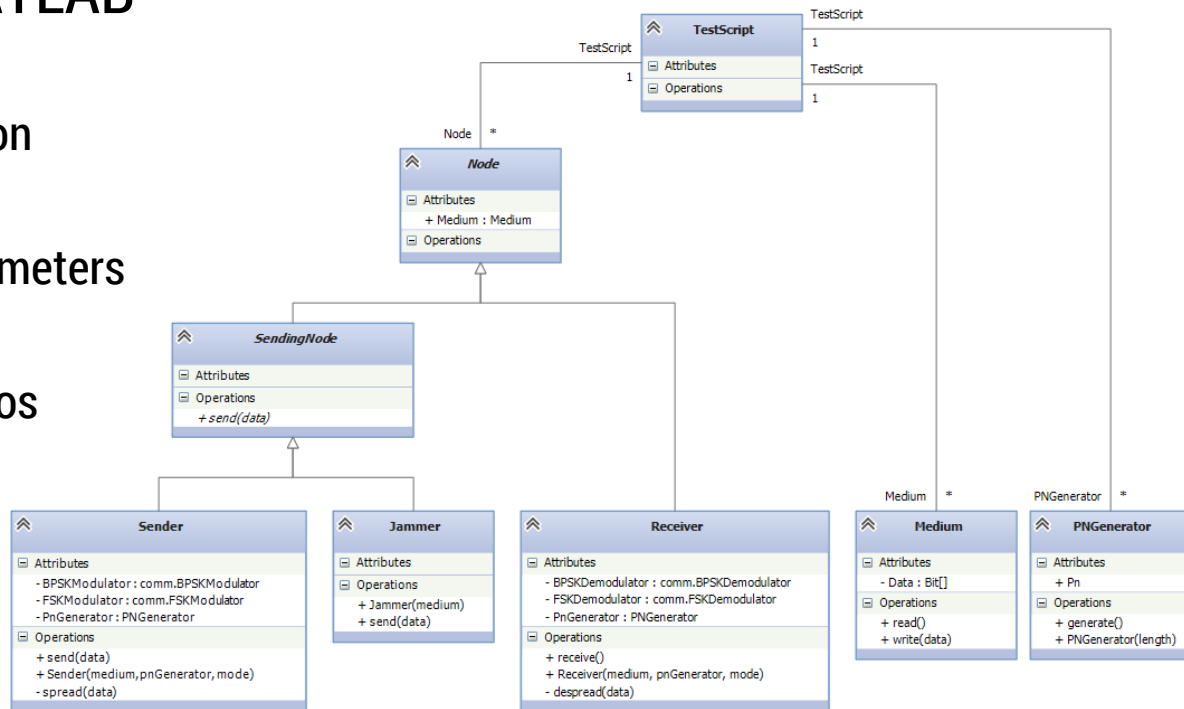 TestScript
Attributes
Operations
TestScript
1
TestScript
1
TestScript
1
on
Node *
Node
Attributes
+ Medium : Medium
Operations
meters
SendingNode
Attributes
Operations
+ send(data)
os
Sender
Attributes
- BPSKModulator : comm.BPSKModulator
- FSKModulator : comm.FSKModulator
- PnGenerator : PNGenerator
Operations
+ send(data)
+ Sender(medium,pnGenerator,mode)
- spread(data)
Jammer
Attributes
Operations
+ Jammer(medium)
+ send(data)
Receiver
Attributes
- BPSKDemodulator : comm.BPSKDemodulator
- FSKDemodulator : comm.FSKDemodulator
- PnGenerator : PNGenerator
Operations
+ receive()
+ Receiver(medium, pnGenerator, mode)
- despread(data)
Medium *
Medium
Attributes
- Data : Bit[]
Operations
+ read()
+ write(data)
PNGenerator *
PNGenerator
Attributes
+ Pn
Operations
+ generate()
+ PNGenerator(length)